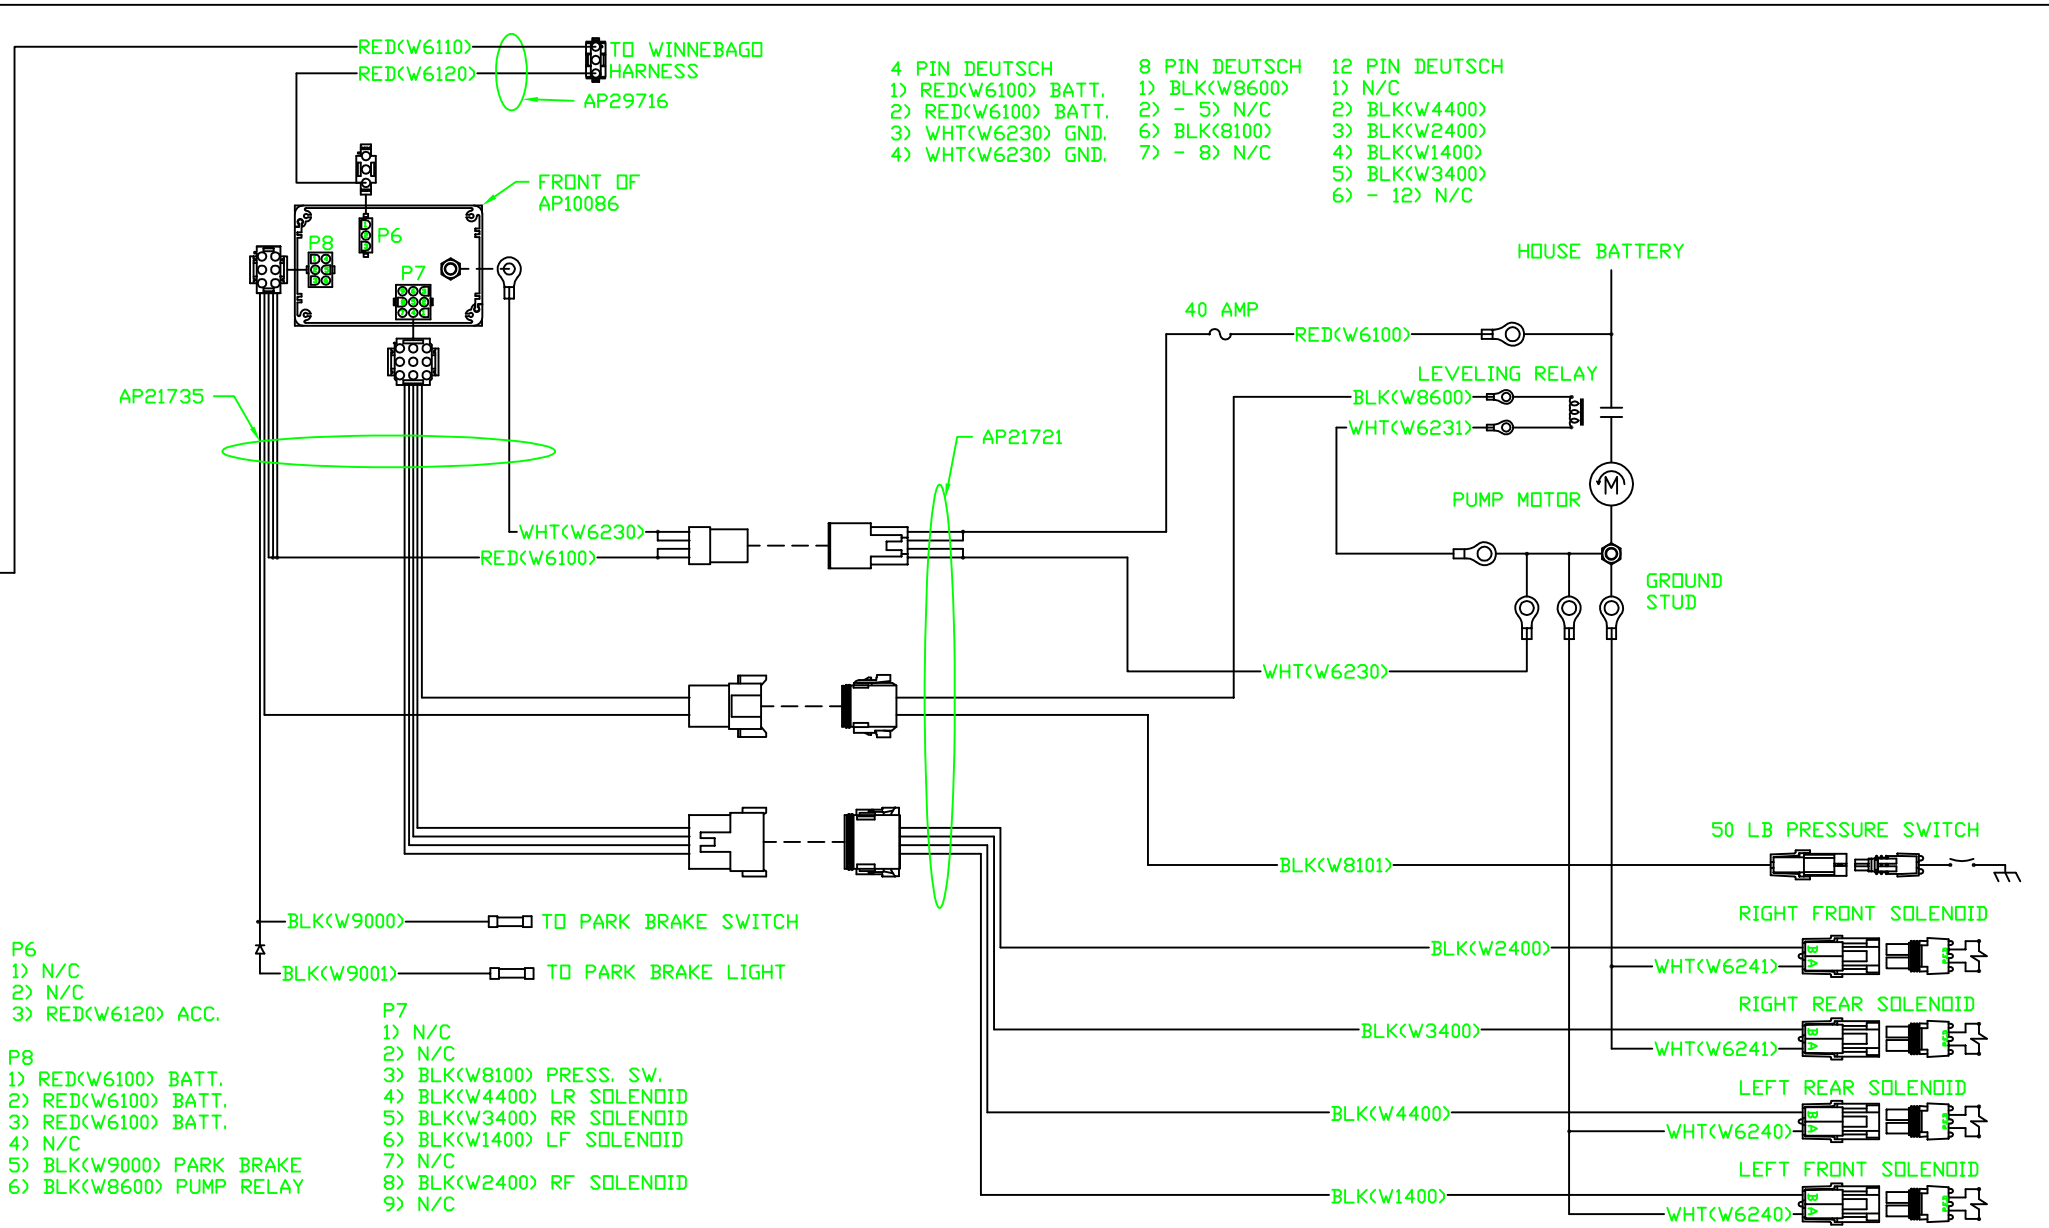 RED(W6110)
RED(W6120)
TO WINNEBAGO
HARNESS
AP29716
4 PIN DEUTSCH
1) RED(W6100) BATT.
2) RED(W6100) BATT.
3) WHT(W6230) GND.
4) WHT(W6230) GND.
8 PIN DEUTSCH
1) BLK(W8600)
2) - 5) N/C
6) BLK(8100)
7) - 8) N/C
12 PIN DEUTSCH
1) N/C
2) BLK(W4400)
3) BLK(W2400)
4) BLK(W1400)
5) BLK(W3400)
6) - 12) N/C
FRONT OF
AP10086
P8
P6
P7
HOUSE BATTERY
40 AMP
RED(W6100)
LEVELING RELAY
BLK(W8600)
WHT(W6231)
AP21735
AP21721
PUMP MOTOR
M
WHT(W6230)
RED(W6100)
GROUND
STUD
WHT(W6230)
50 LB PRESSURE SWITCH
BLK(W8101)
RIGHT FRONT SOLENOID
BLK(W2400)
WHT(W6241)
B
A
RIGHT REAR SOLENOID
BLK(W3400)
WHT(W6241)
B
A
LEFT REAR SOLENOID
BLK(W4400)
WHT(W6240)
B
A
LEFT FRONT SOLENOID
BLK(W1400)
WHT(W6240)
B
A
BLK(W9000)
TO PARK BRAKE SWITCH
BLK(W9001)
TO PARK BRAKE LIGHT
P6
1) N/C
2) N/C
3) RED(W6120) ACC.
P8
1) RED(W6100) BATT.
2) RED(W6100) BATT.
3) RED(W6100) BATT.
4) N/C
5) BLK(W9000) PARK BRAKE
6) BLK(W8600) PUMP RELAY
P7
1) N/C
2) N/C
3) BLK(W8100) PRESS. SW.
4) BLK(W4400) LR SOLENOID
5) BLK(W3400) RR SOLENOID
6) BLK(W1400) LF SOLENOID
7) N/C
8) BLK(W2400) RF SOLENOID
9) N/C